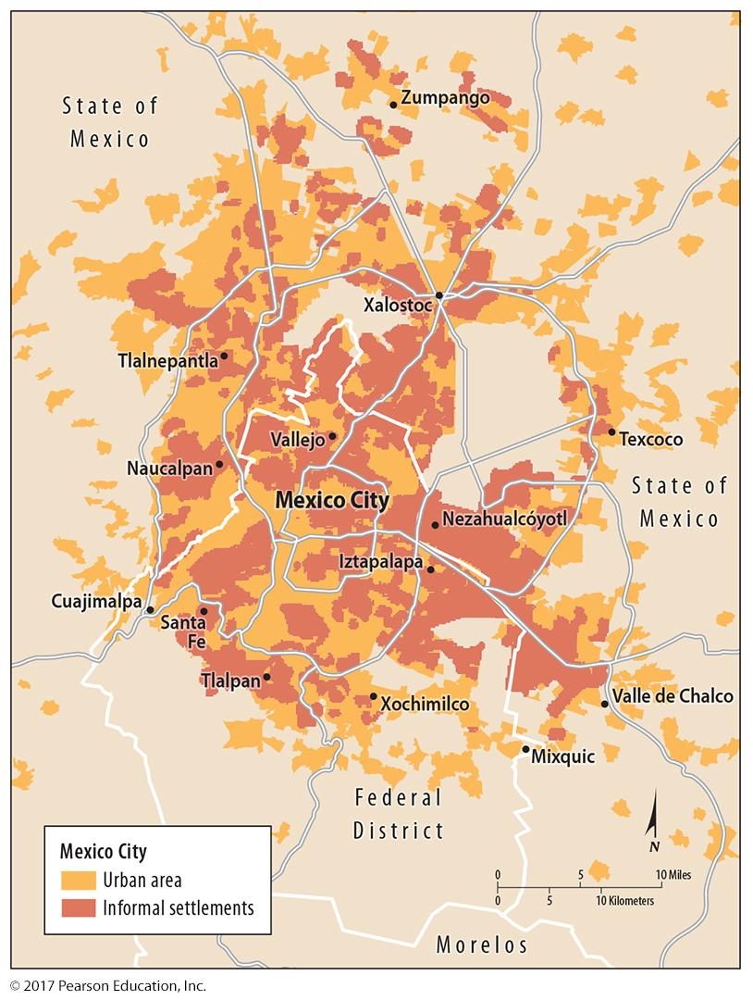 Zumpango
State of
Mexico
Xalostoc
Tlalnepantla
Vallejo
Texcoco
Naucalpan
State of
Mexico
Mexico City
Nezahualcóyotl
Iztapalapa
Cuajimalpa
Santa
Fe
Tlalpan
Xochimilco
Valle de Chalco
Mixquic
Federal
District
N
Mexico City
Urban area
Informal settlements
0 5 10 Miles
0 5 10 Kilometers
Morelos
© 2017 Pearson Education, Inc.